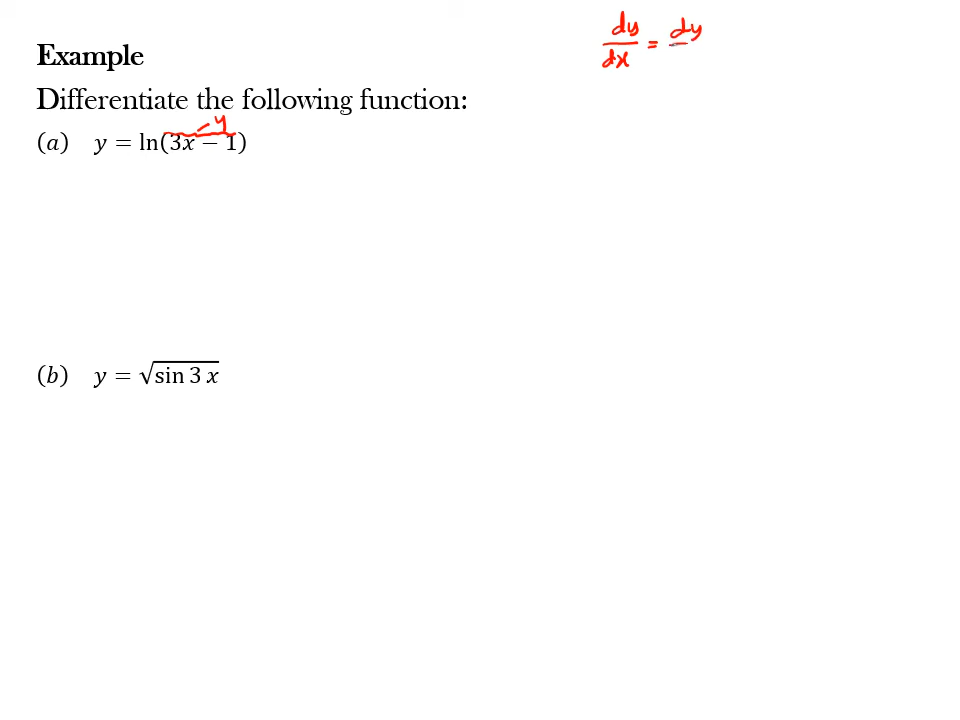 dy/dx = dy
Example
Differentiate the following function:
y
(a) y = ln(3x − 1)
(b) y = √sin 3 x